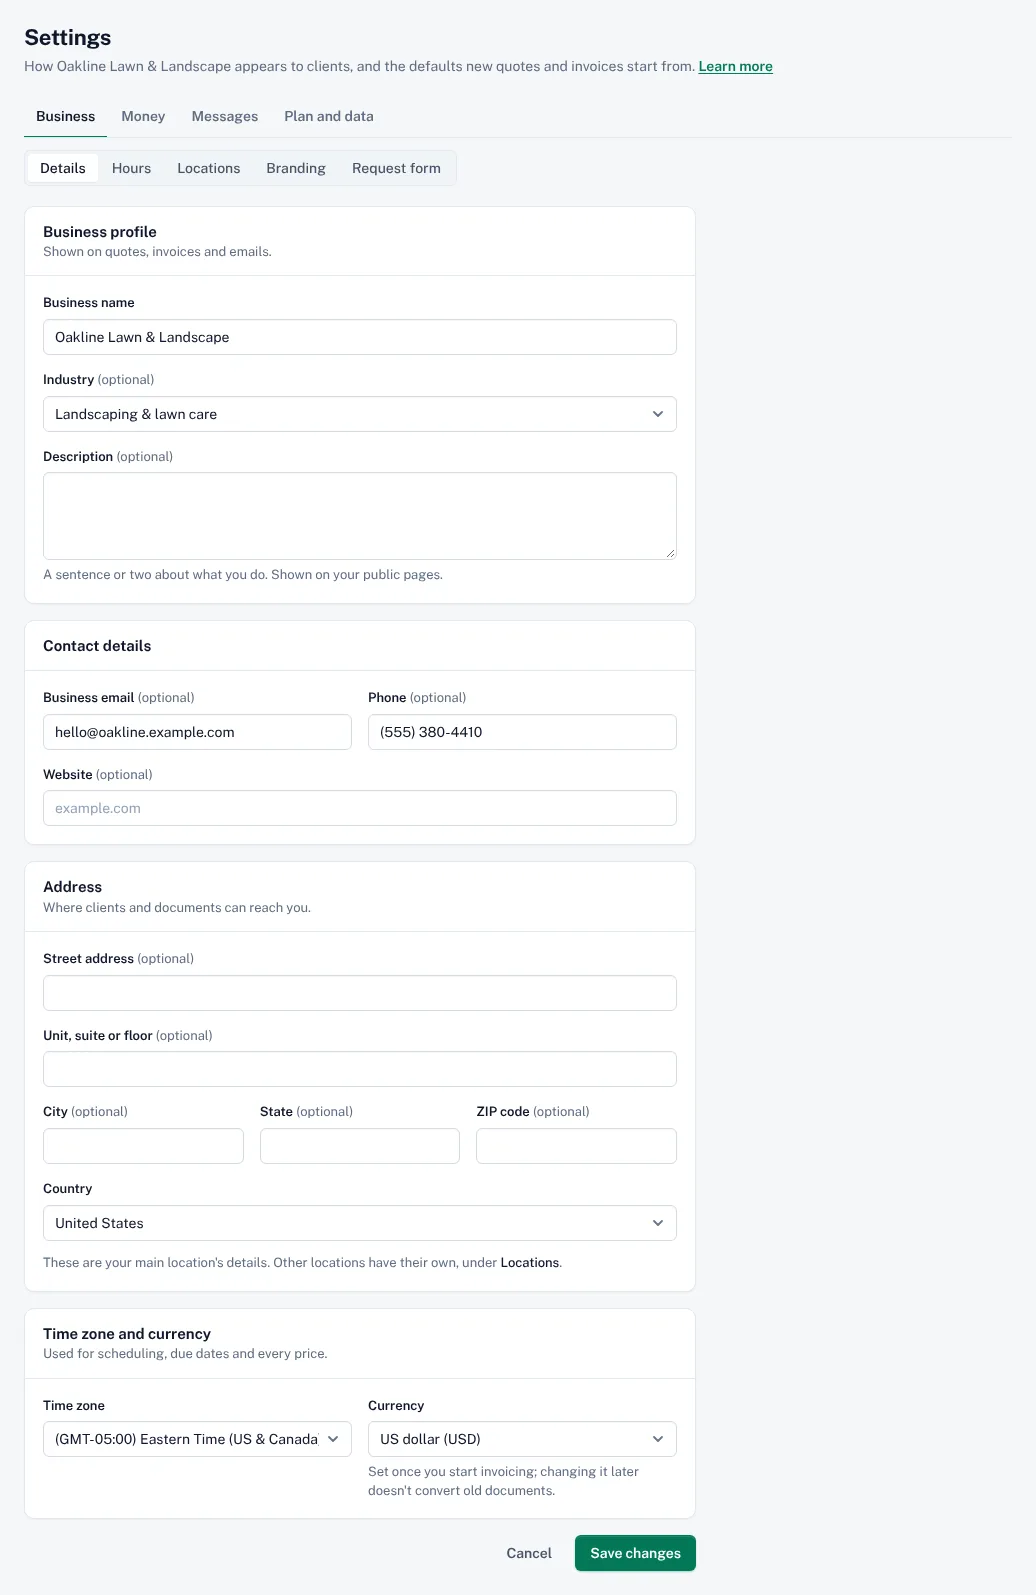 Settings
How Oakline Lawn & Landscape appears to clients, and the defaults new quotes and invoices start from. Learn more
Business Money Messages Plan and data
Details Hours Locations Branding Request form
Business profile
Shown on quotes, invoices and emails.
Business name
Oakline Lawn & Landscape
Industry (optional)
Landscaping & lawn care
Description (optional)
A sentence or two about what you do. Shown on your public pages.
Contact details
Business email (optional) Phone (optional)
hello@oakline.example.com (555) 380-4410
Website (optional)
example.com
Address
Where clients and documents can reach you.
Street address (optional)
Unit, suite or floor (optional)
City (optional) State (optional) ZIP code (optional)
Country
United States
These are your main location's details. Other locations have their own, under Locations.
Time zone and currency
Used for scheduling, due dates and every price.
Time zone Currency
(GMT-05:00) Eastern Time (US & Canada) US dollar (USD)
Set once you start invoicing; changing it later
doesn't convert old documents.
Cancel Save changes